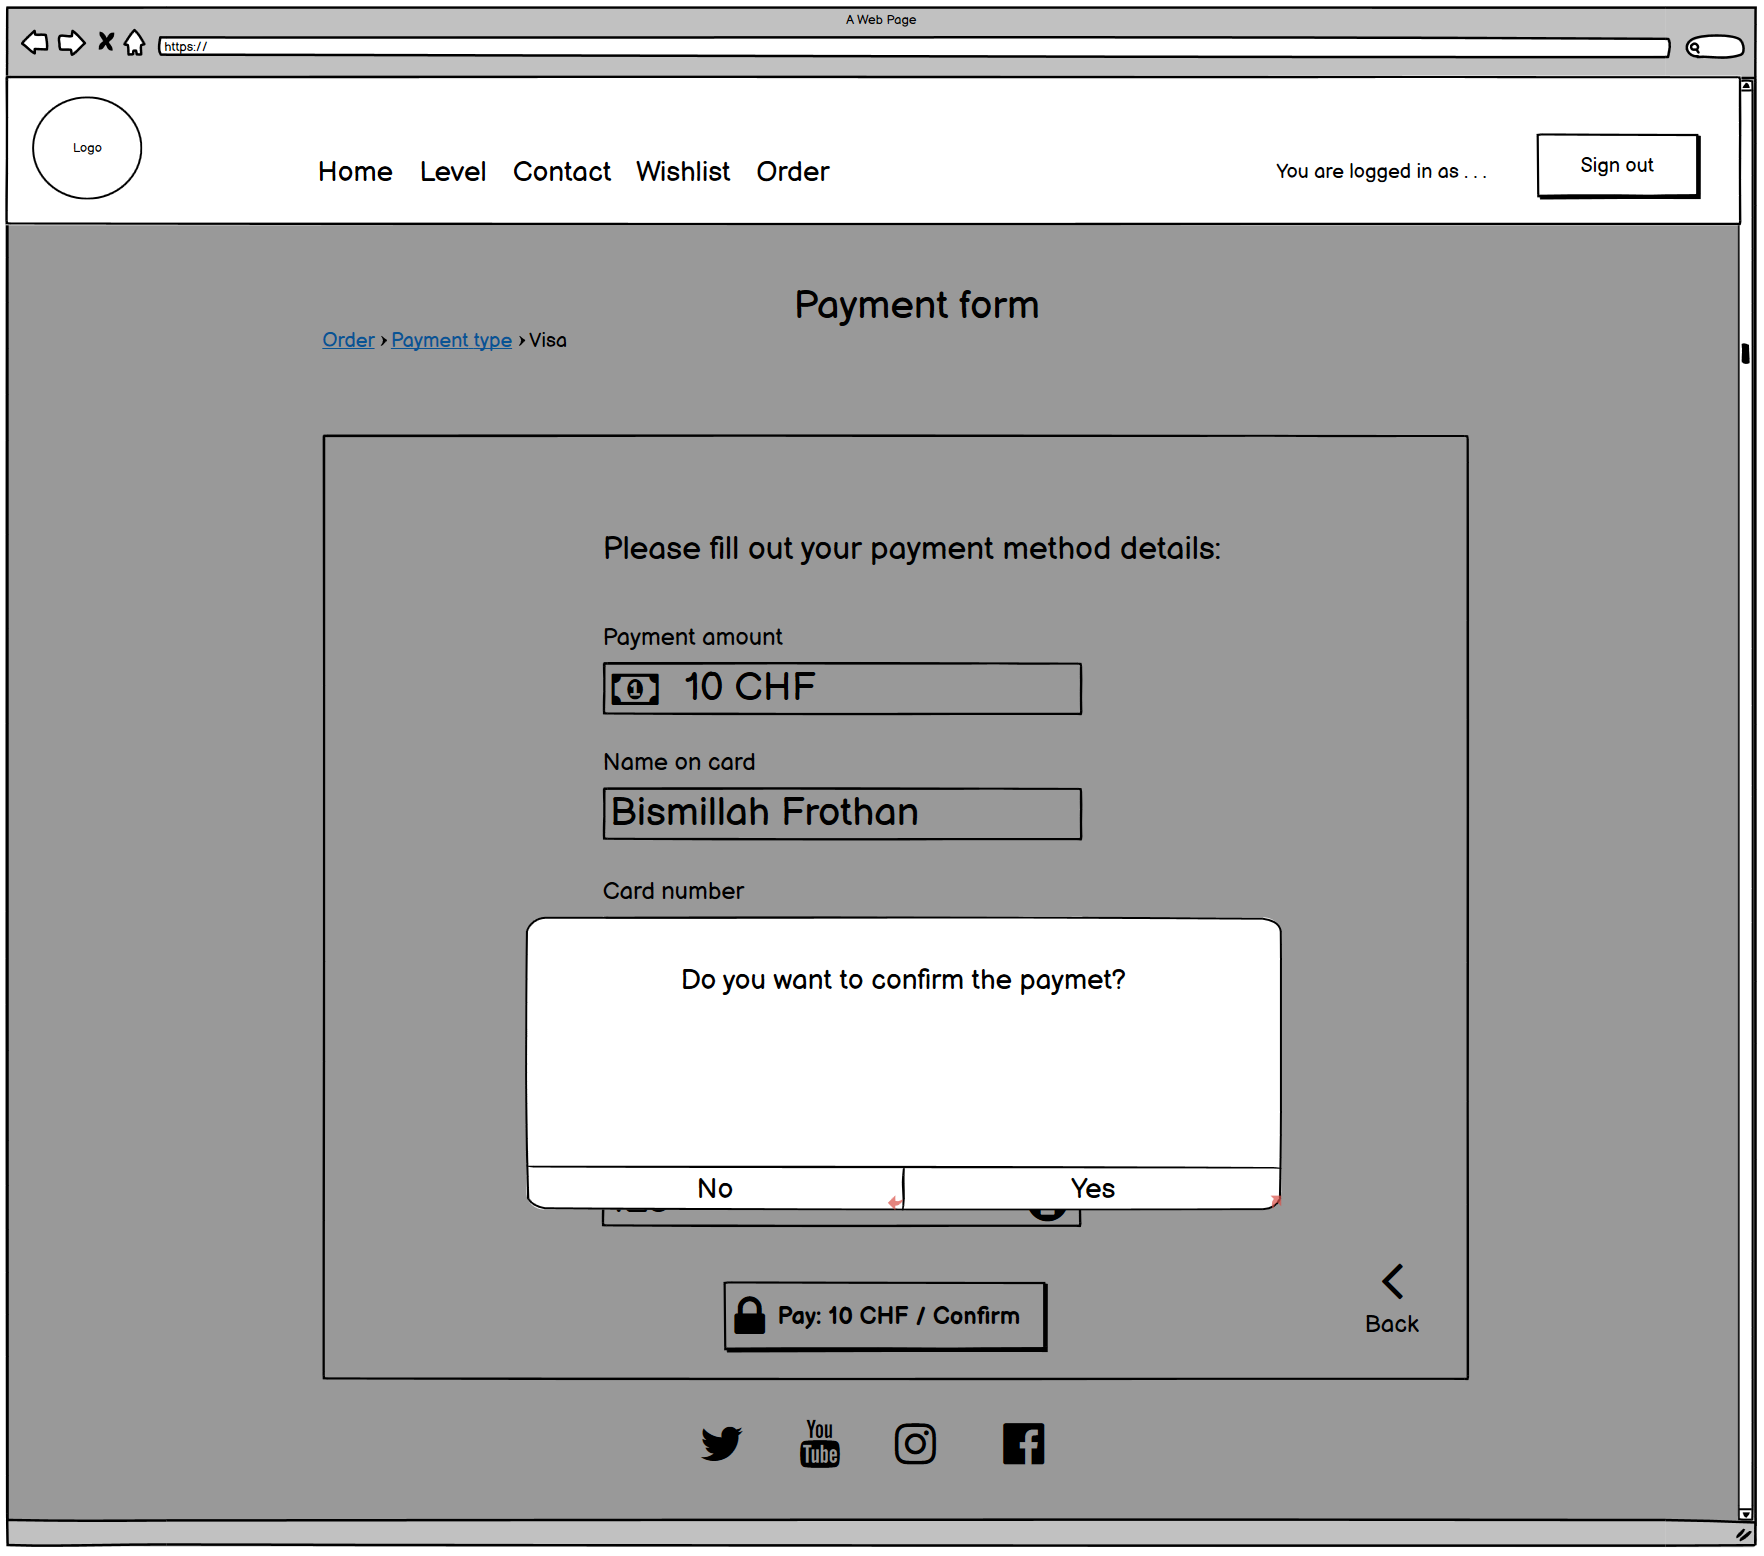 A Web Page
https://
Logo
Home Level Contact Wishlist Order
You are logged in as . . .
Sign out
Payment form
Order › Payment type › Visa
Please fill out your payment method details:
Payment amount
1 10 CHF
Name on card
Bismillah Frothan
Card number
Do you want to confirm the paymet?
No Yes
Pay: 10 CHF / Confirm
Back
You
Tube